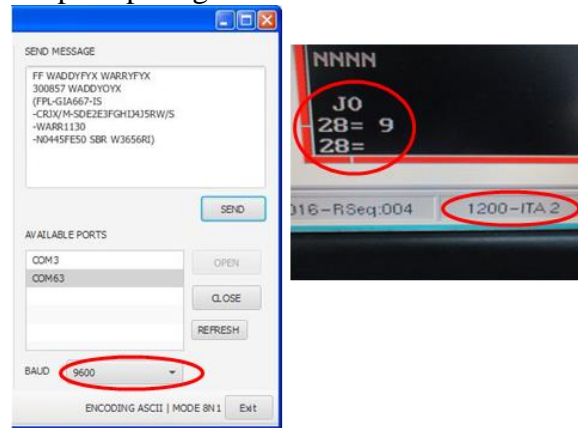 SEND MESSAGE
FF WADDYFYX WARRYFYX
300857 WADDYOYX
(FPL-GIA667-IS
-CRJX/M-SDE2E3FGHIJ4J5RW/S
-WARR1130
-N0445FE50 SBR W3656RI)
SEND
AVAILABLE PORTS
COM3
COM63
OPEN
CLOSE
REFRESH
BAUD 9600
ENCODING ASCII | MODE 8N1 Exit
NNNN
JO
28= 9
28=
016-RSeq:004 1200-ITA 2